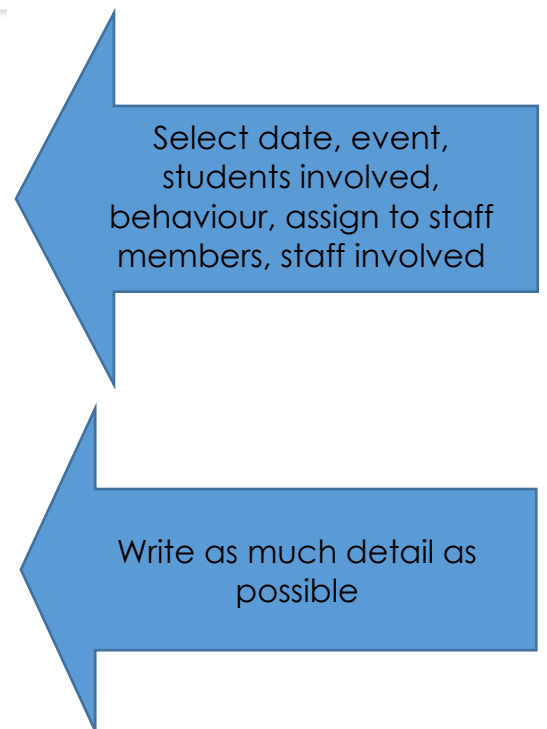 Select date, event,
students involved,
behaviour, assign to staff
members, staff involved
Write as much detail as
possible